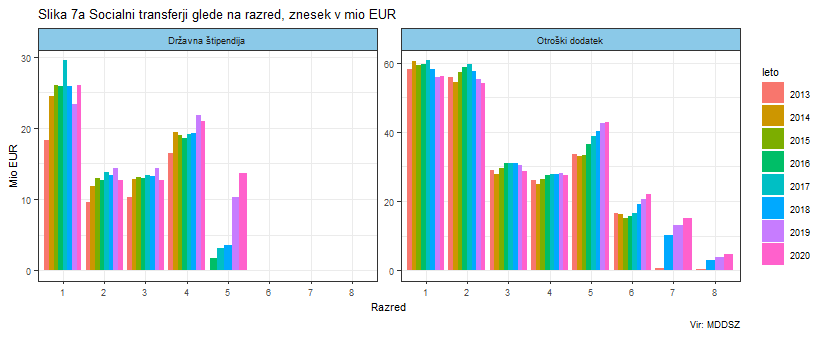 Slika 7a Socialni transferji glede na razred, znesek v mio EUR
Državna štipendija
Otroški dodatek
Mio EUR
30
20
10
0
60
40
20
0
1 2 3 4 5 6 7 8
1 2 3 4 5 6 7 8
Razred
leto
2013
2014
2015
2016
2017
2018
2019
2020
Vir: MDDSZ